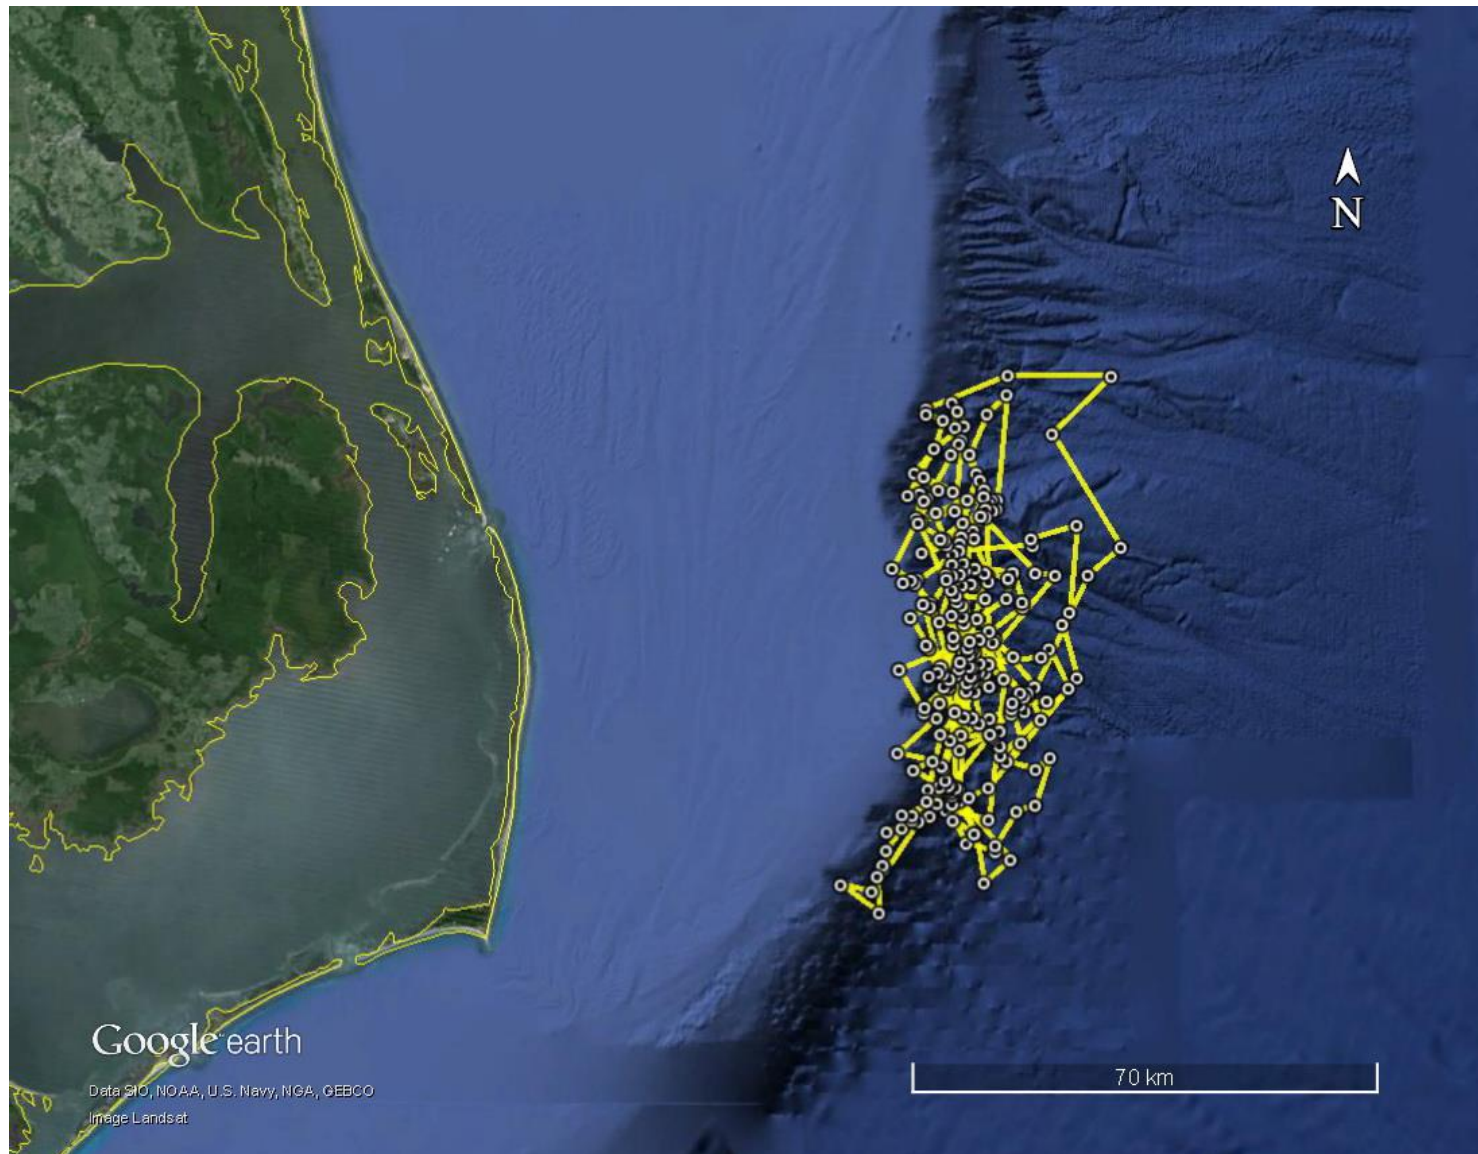 N
70 km
Google earth
Data SIO, NOAA, U.S. Navy, NGA, GEBCO
Image Landsat